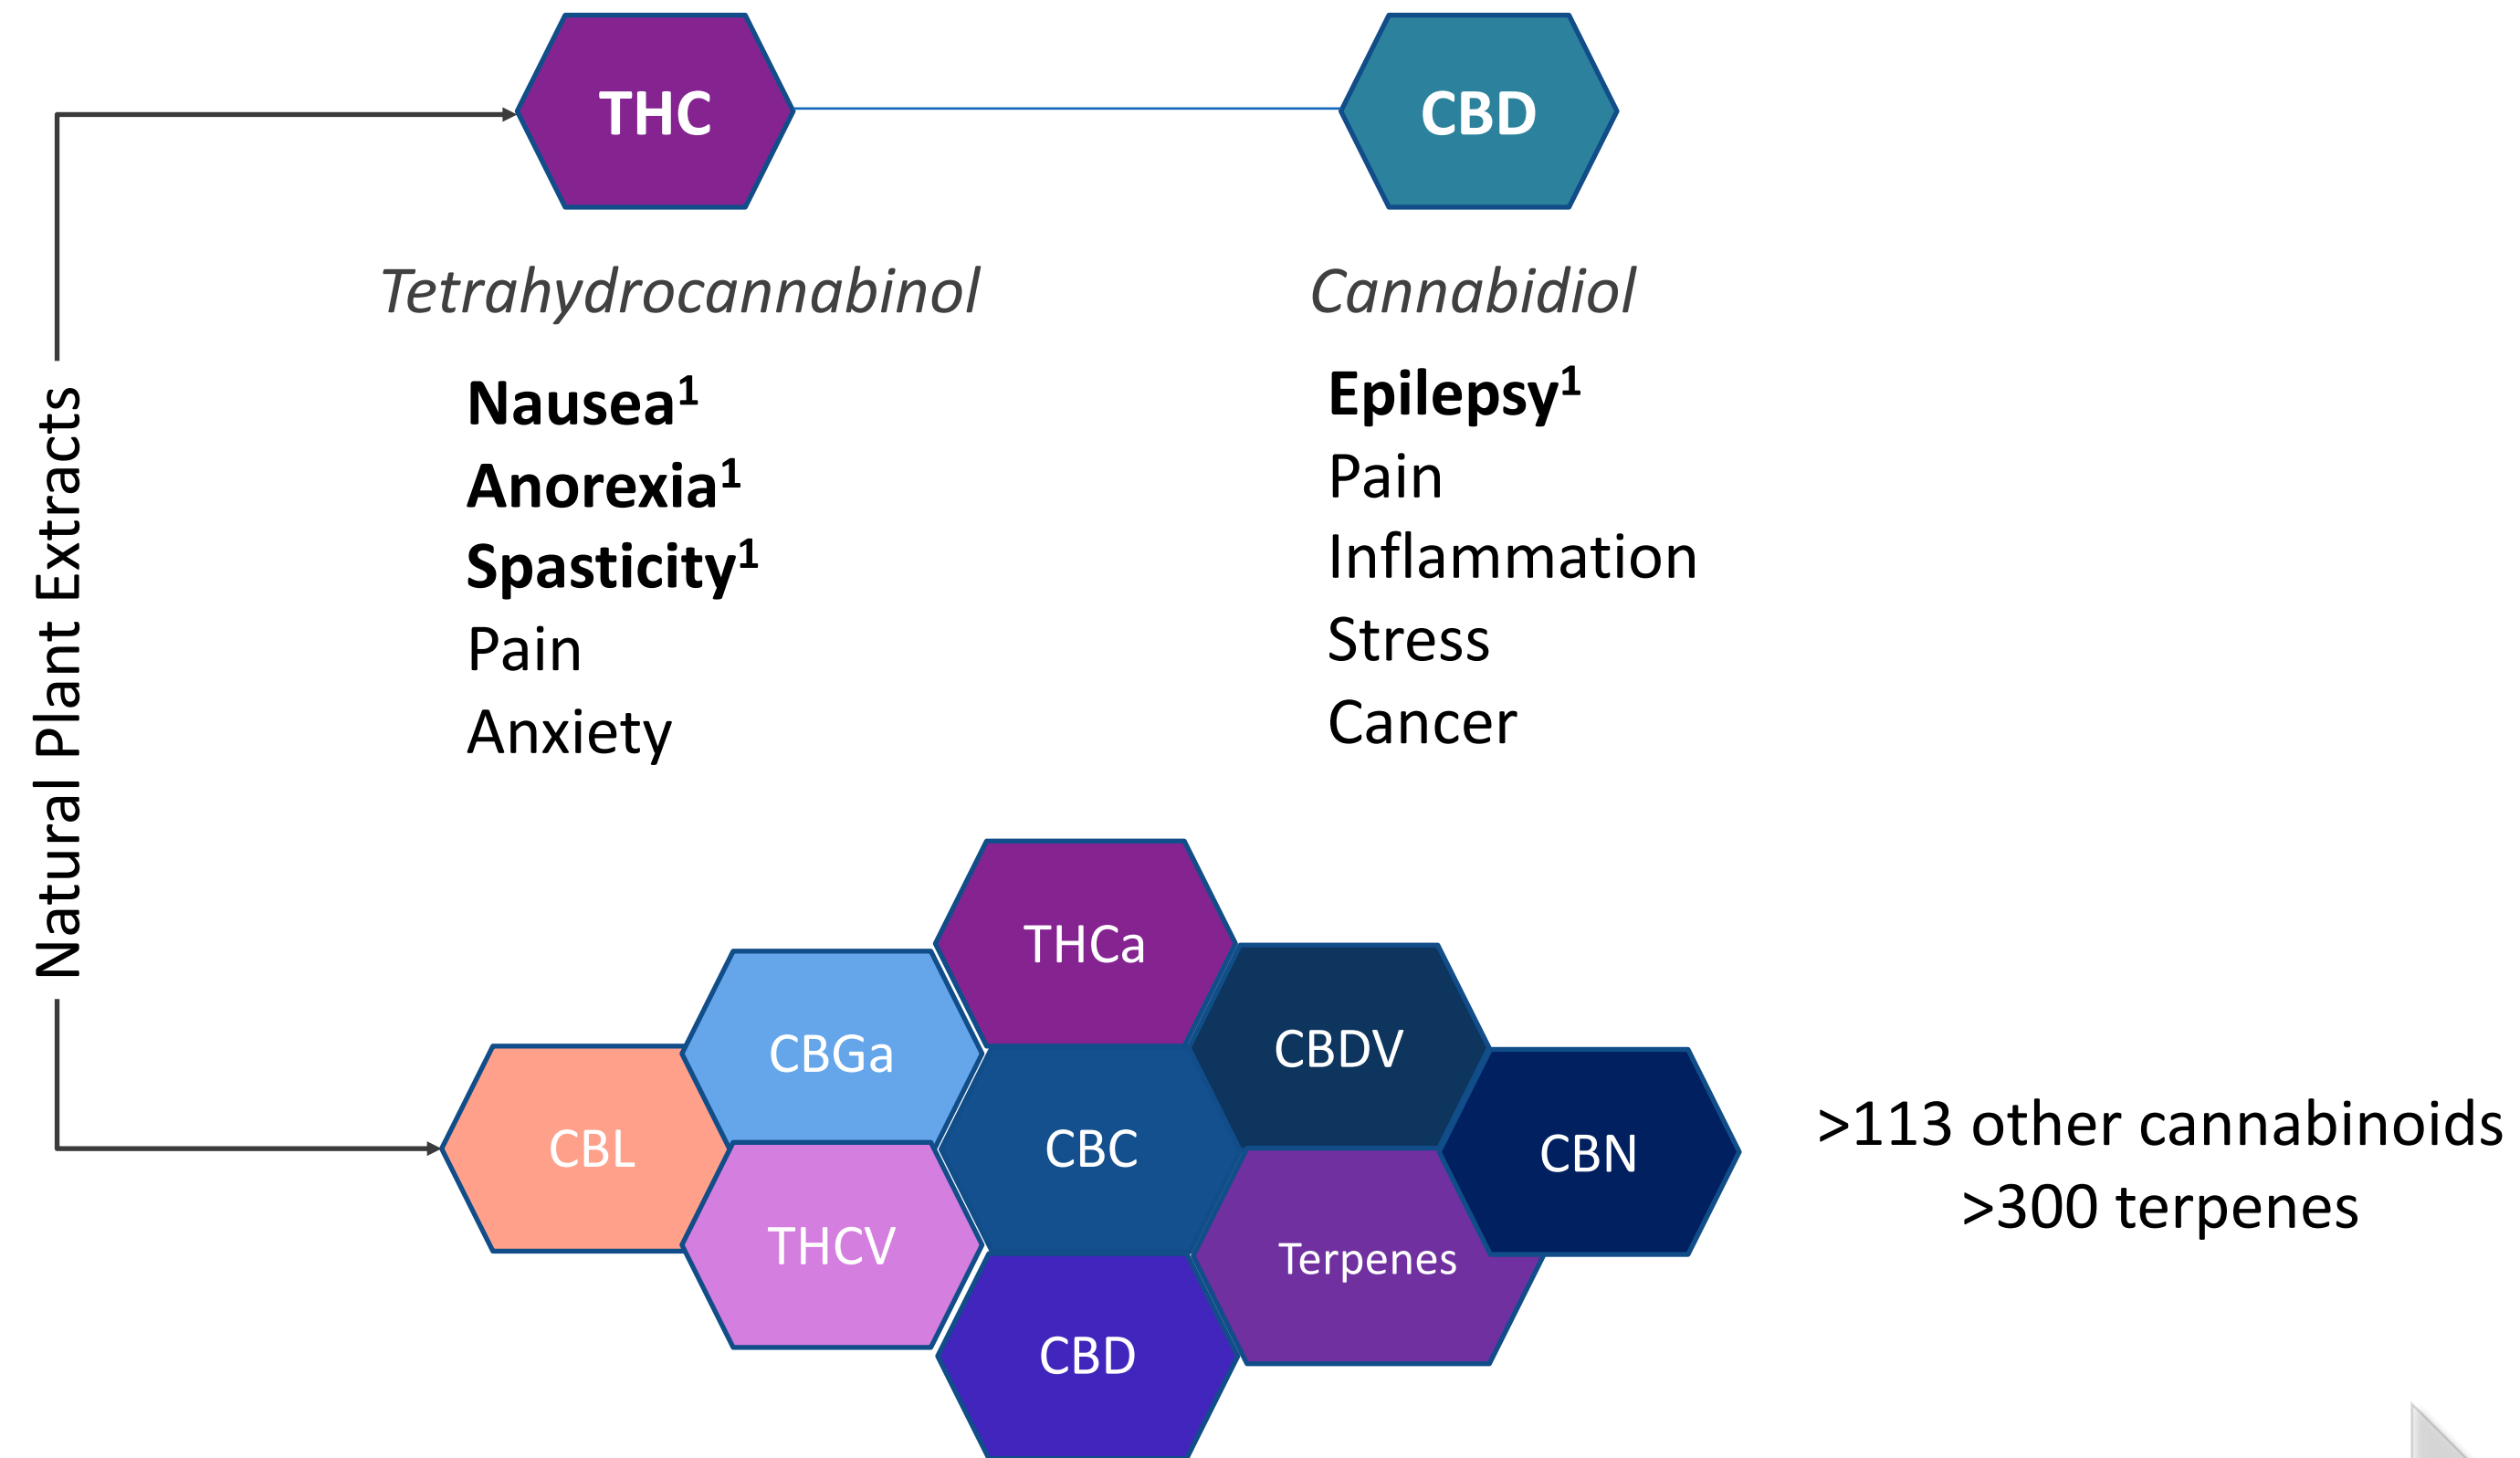 THC
CBD
Tetrahydrocannabinol
Cannabidiol
Nausea¹
Anorexia¹
Spasticity¹
Pain
Anxiety
Epilepsy¹
Pain
Inflammation
Stress
Cancer
Natural Plant Extracts
THCa
CBGa
CBDV
CBL
CBC
CBN
THCV
Terpenes
CBD
>113 other cannabinoids
>300 terpenes